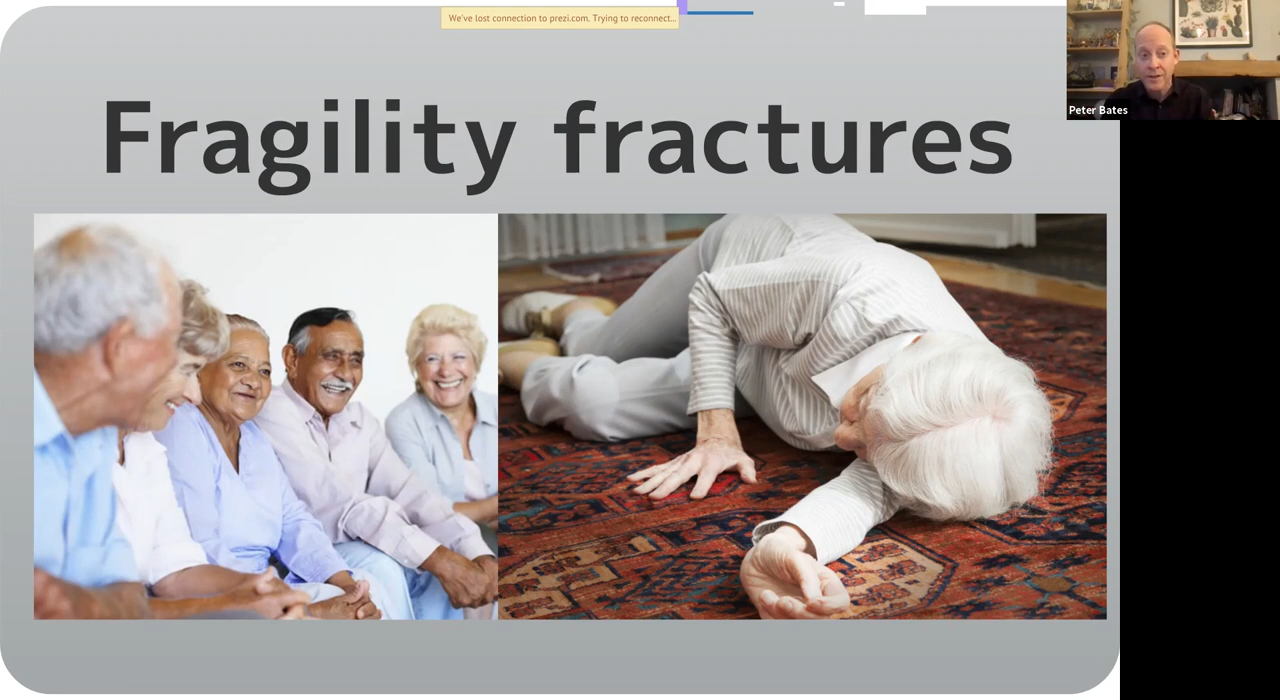 We've lost connection to prezi.com. Trying to reconnect...
Peter Bates
Fragility fractures